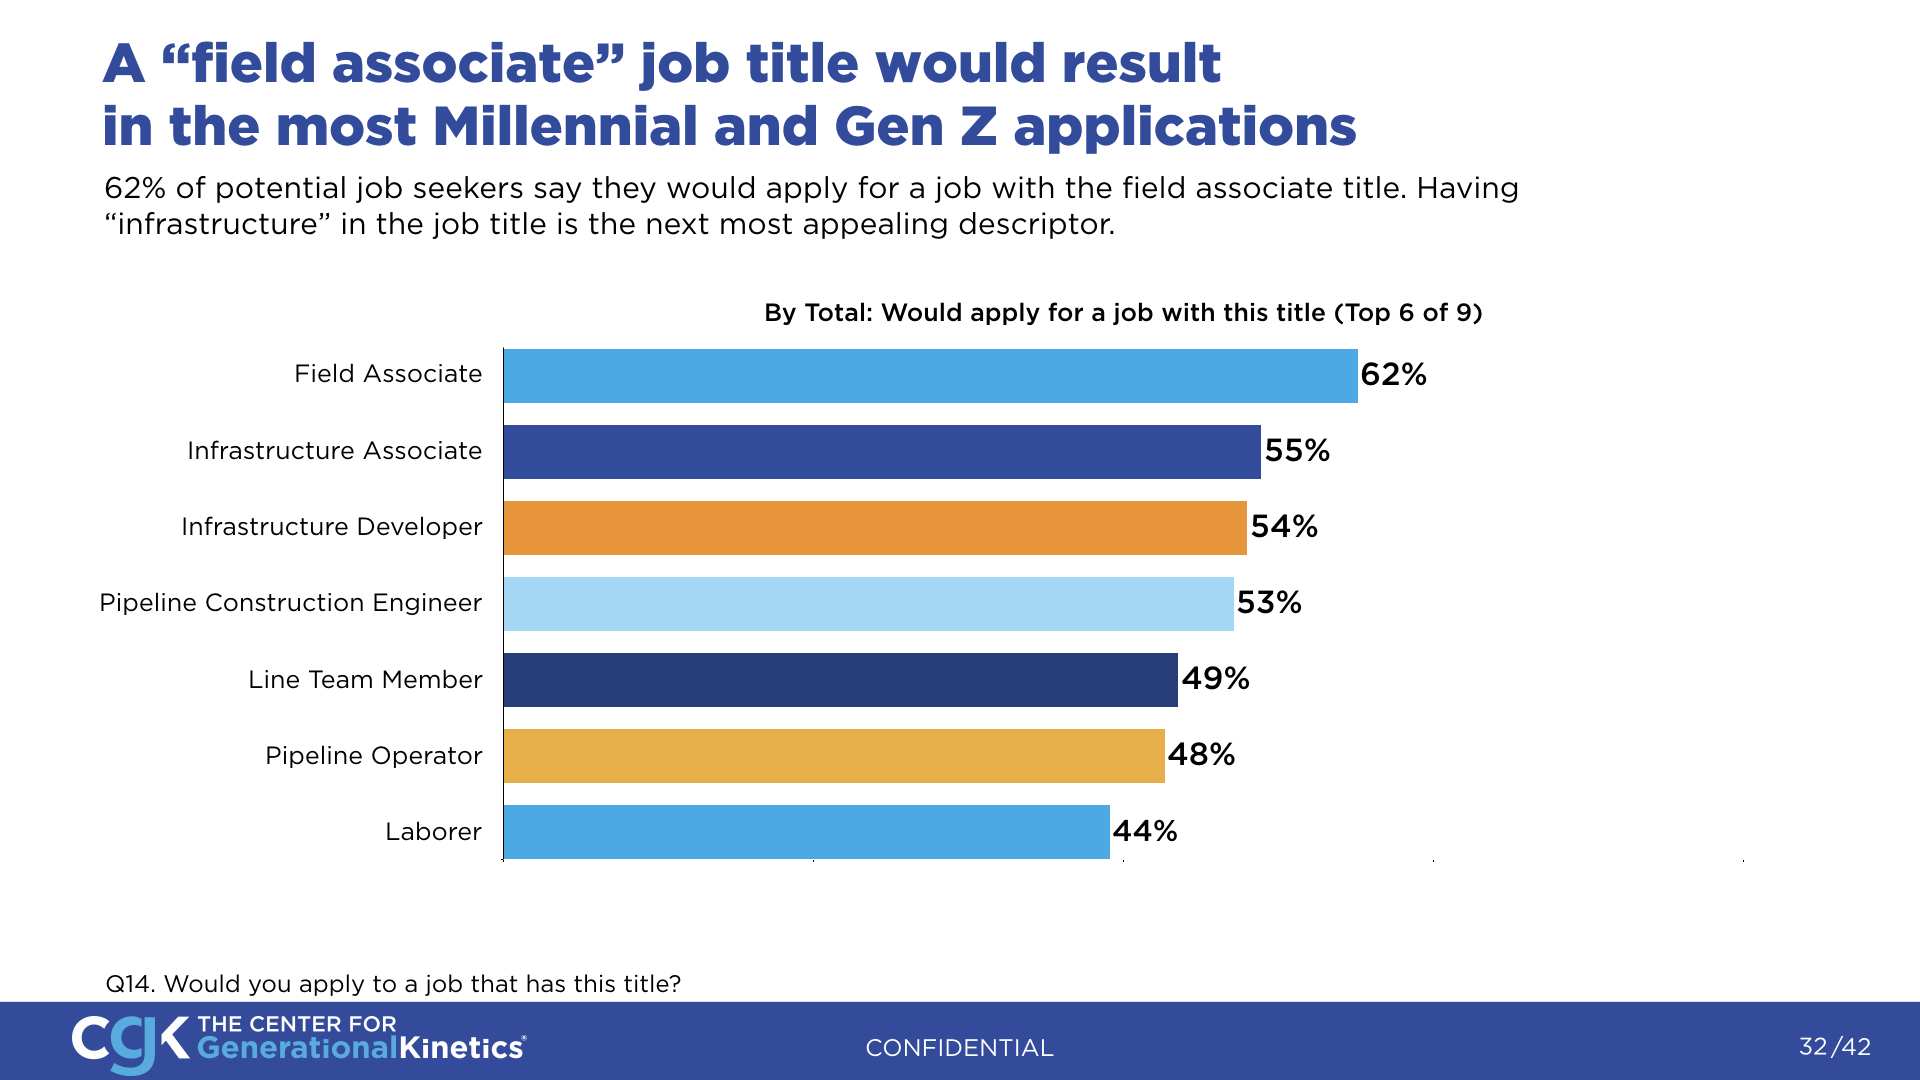 A “field associate” job title would result
in the most Millennial and Gen Z applications
62% of potential job seekers say they would apply for a job with the field associate title. Having
“infrastructure” in the job title is the next most appealing descriptor.
By Total: Would apply for a job with this title (Top 6 of 9)
Field Associate 62%
Infrastructure Associate 55%
Infrastructure Developer 54%
Pipeline Construction Engineer 53%
Line Team Member 49%
Pipeline Operator 48%
Laborer 44%
Q14. Would you apply to a job that has this title?
cgk THE CENTER FOR
GenerationalKinetics®
CONFIDENTIAL
32/42